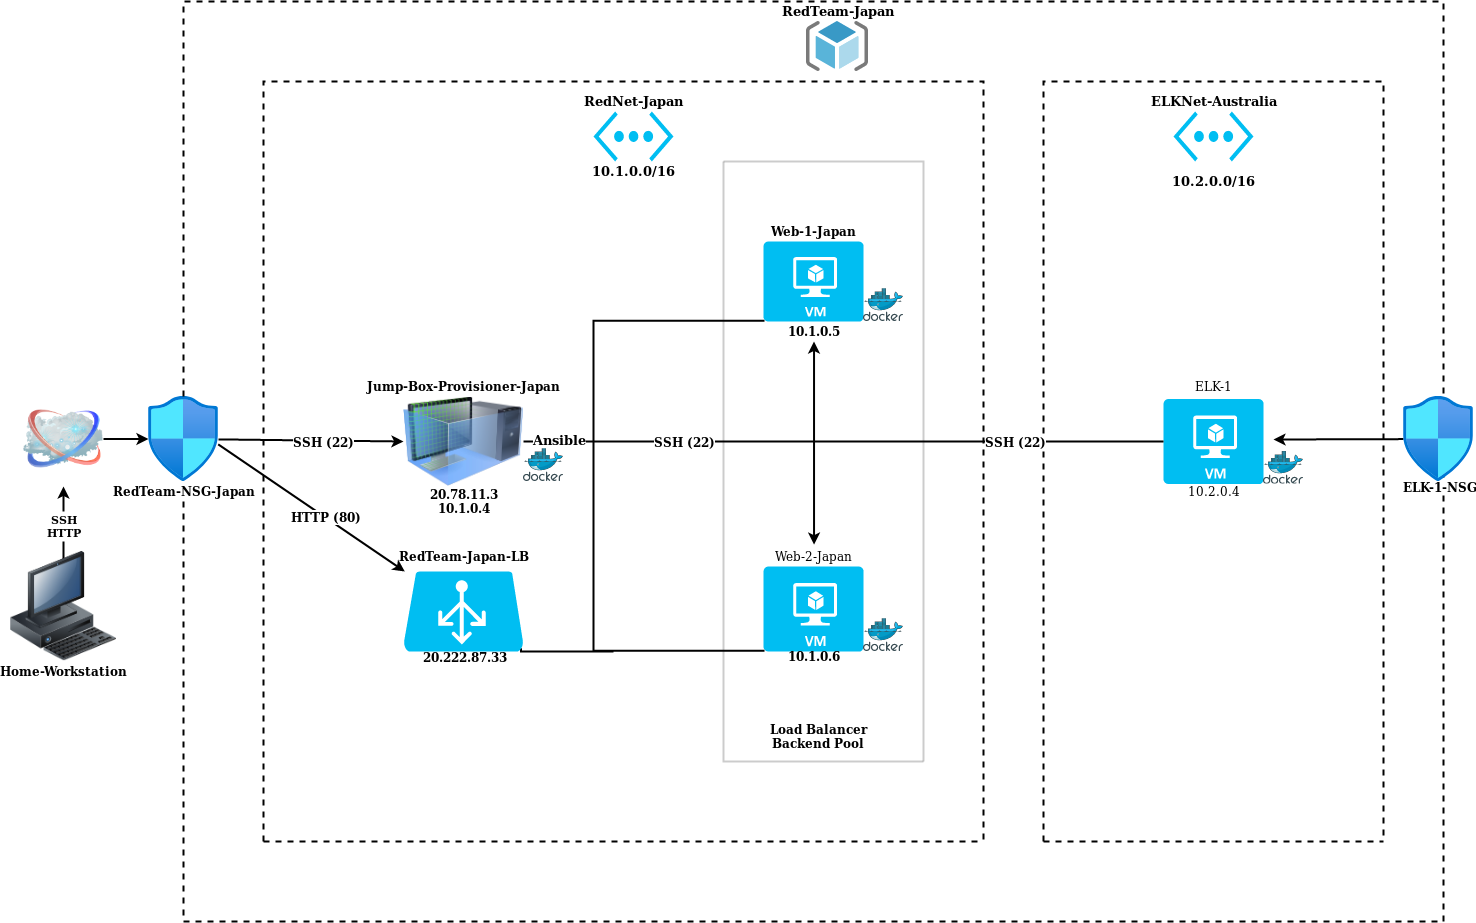 RedTeam-Japan
RedNet-Japan
10.1.0.0/16
ELKNet-Australia
10.2.0.0/16
Web-1-Japan
VM
docker
10.1.0.5
Jump-Box-Provisioner-Japan
SSH (22)
Ansible
docker
20.78.11.3
10.1.0.4
SSH (22)
SSH (22)
ELK-1
VM
docker
10.2.0.4
ELK-1-NSG
RedTeam-NSG-Japan
SSH
HTTP
HTTP (80)
Home-Workstation
RedTeam-Japan-LB
20.222.87.33
Web-2-Japan
VM
docker
10.1.0.6
Load Balancer
Backend Pool